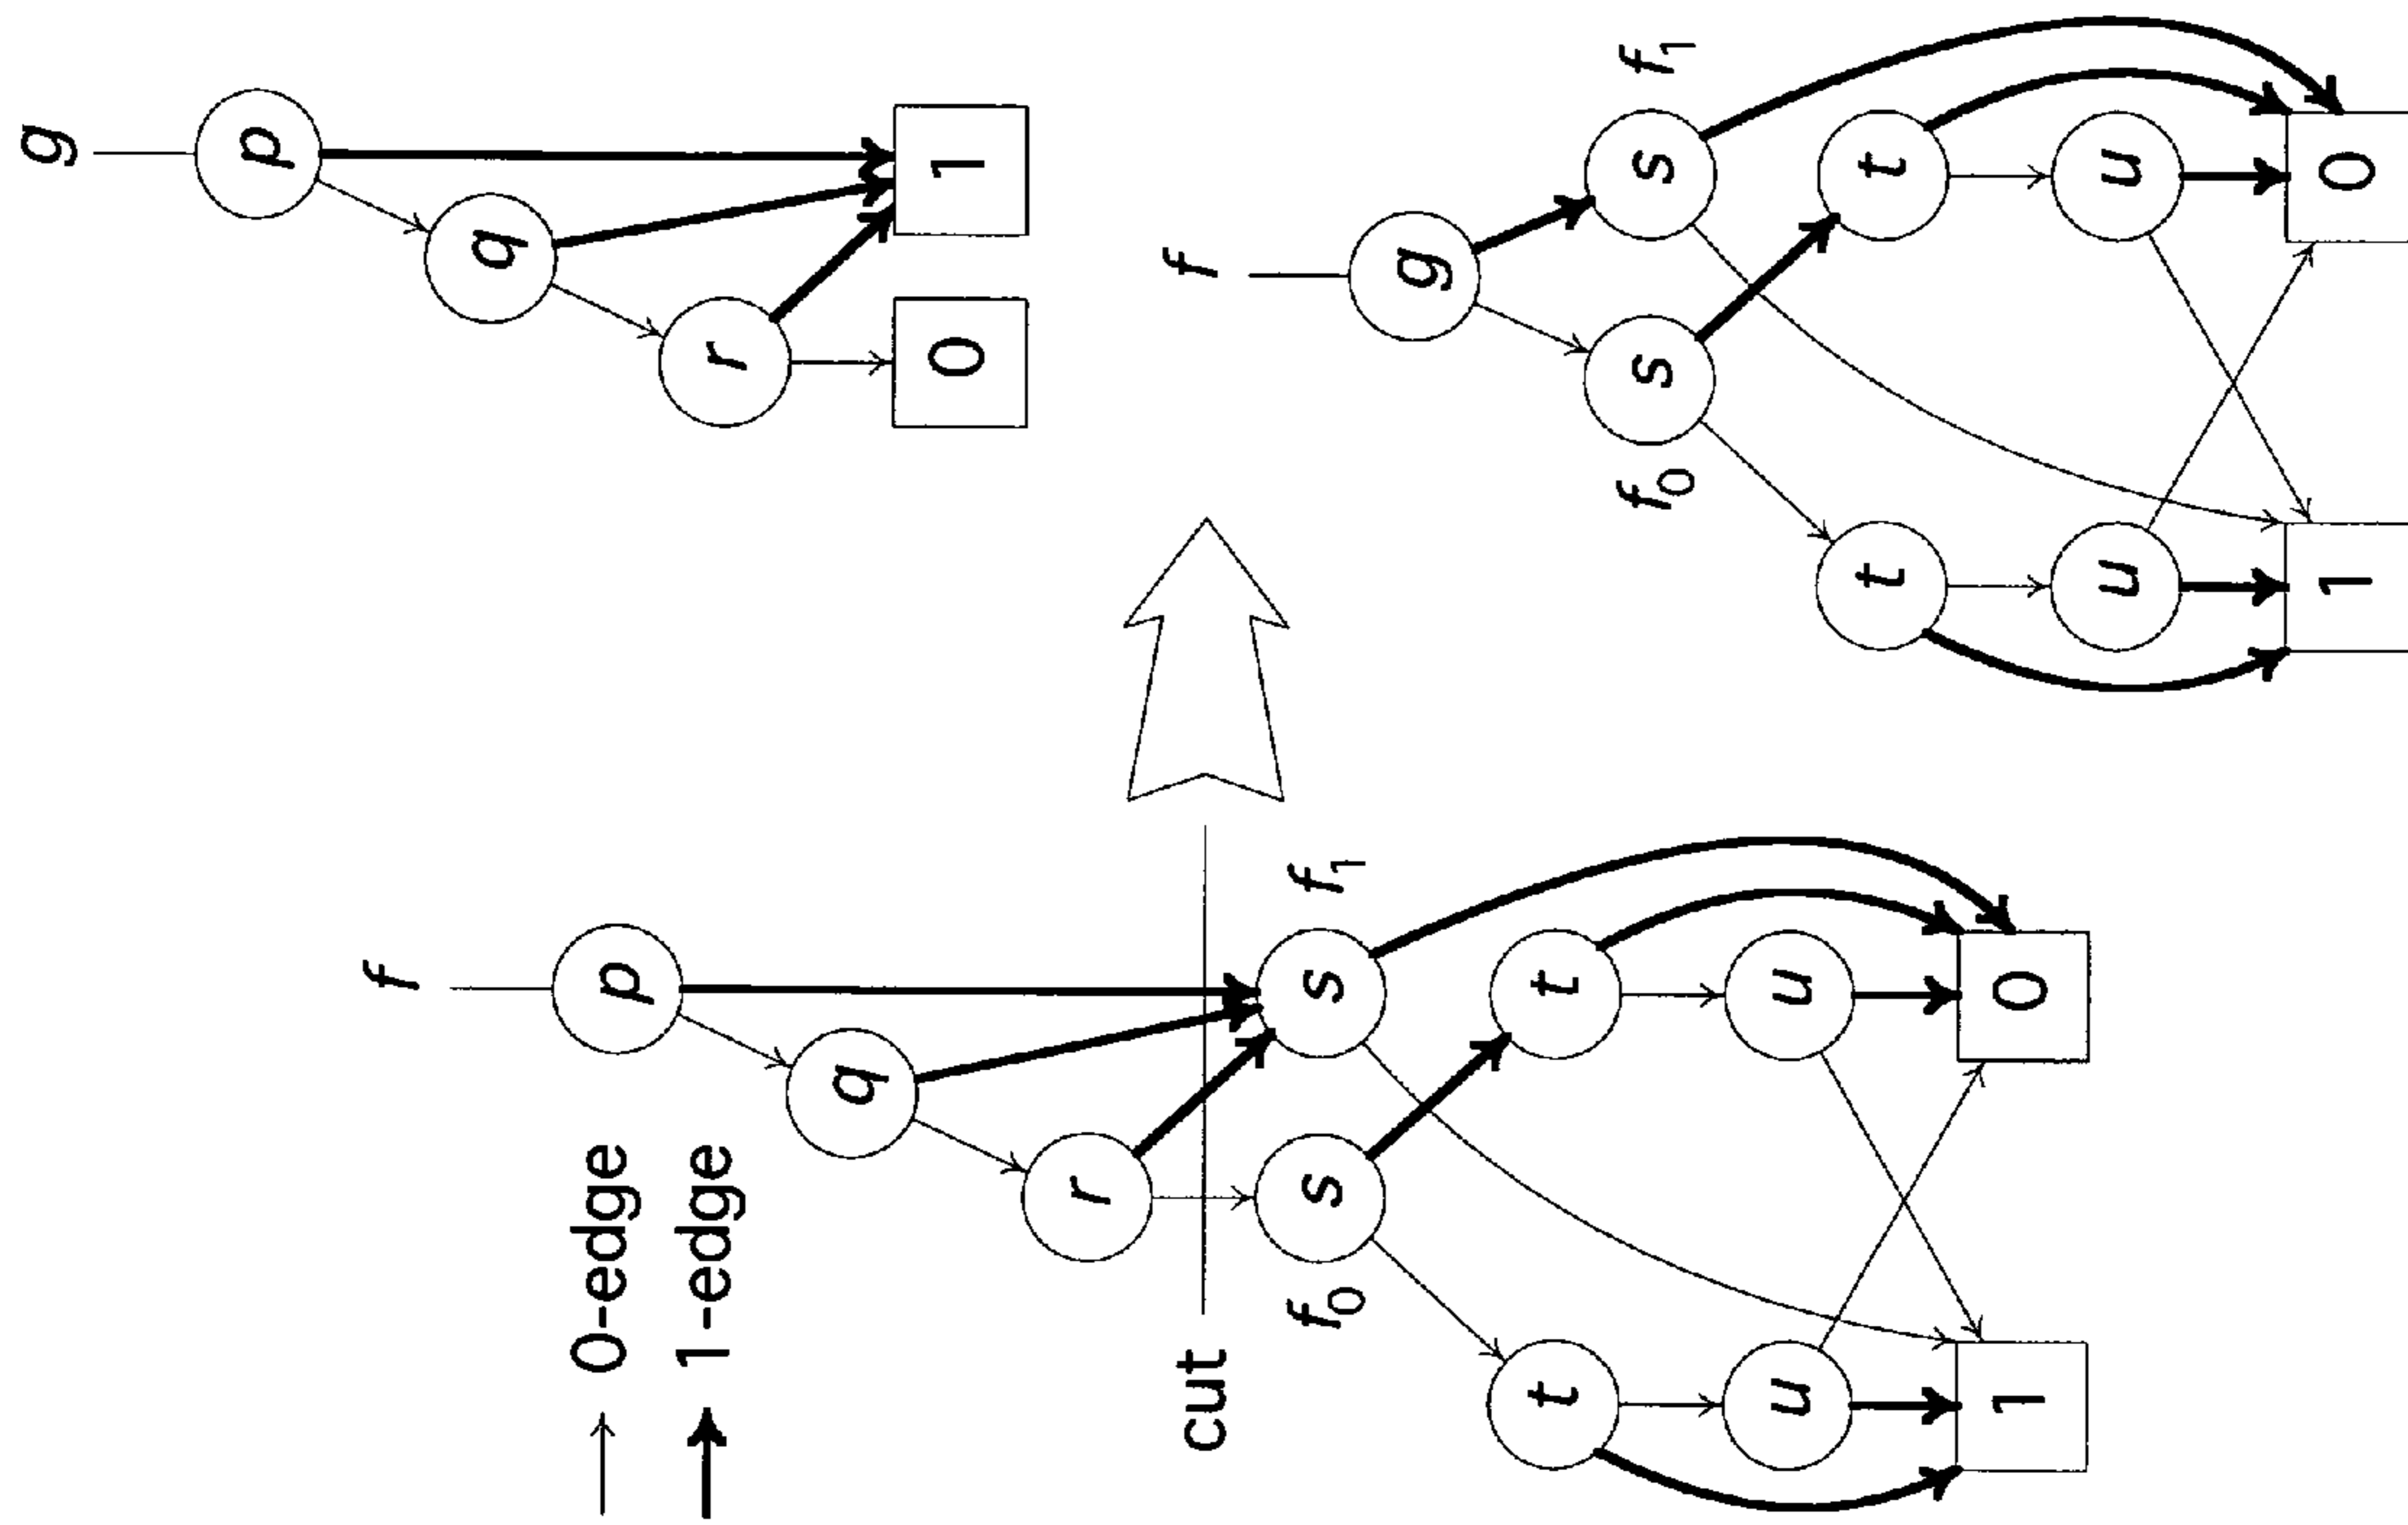 0-edge
1-edge
f
p
q
r
cut
f₀ s s f₁
t t
u u
1 0
g
p
q
r
0 1
f
g
f₀ s s f₁
t t
u u
1 0